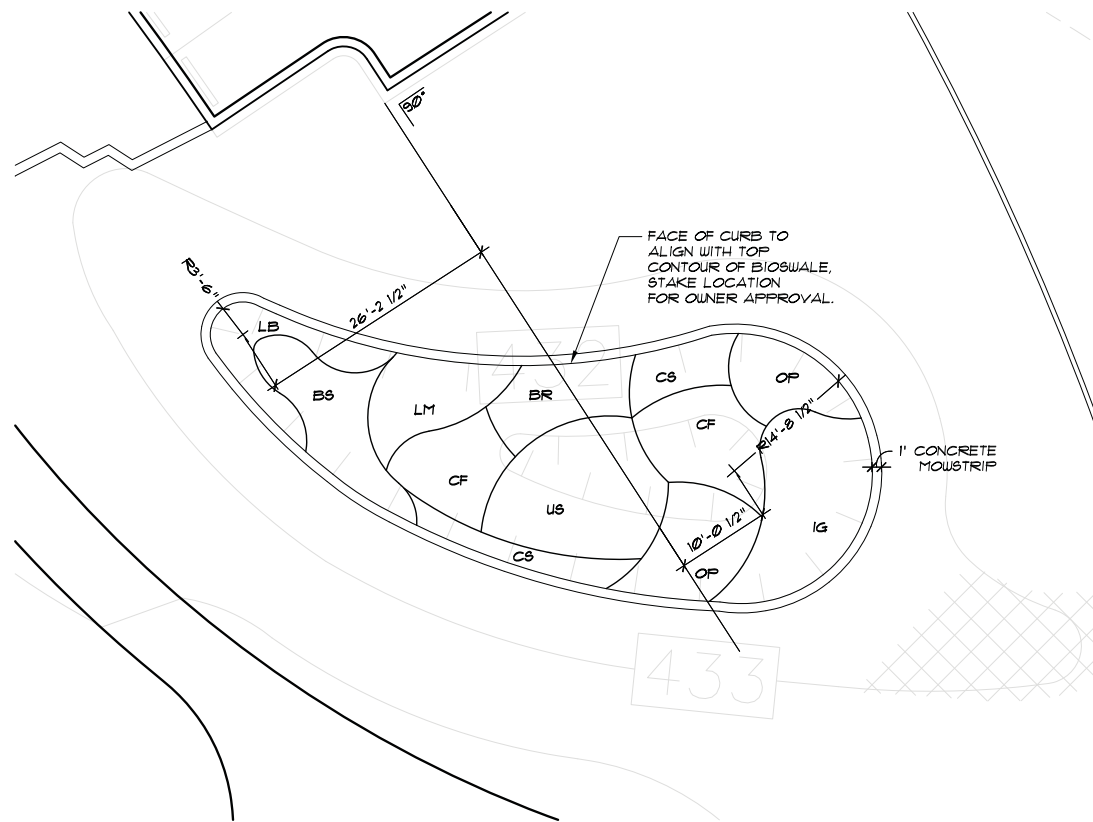 90°
FACE OF CURB TO
ALIGN WITH TOP
CONTOUR OF BIOSWALE,
STAKE LOCATION
FOR OWNER APPROVAL.
R3'-6"
26'-2 1/2"
LB
432
CS
OP
BS
BR
LM
CF
R14'-8 1/2"
1' CONCRETE
MOWSTRIP
CF
US
IG
10'-0 1/2"
CS
OP
433